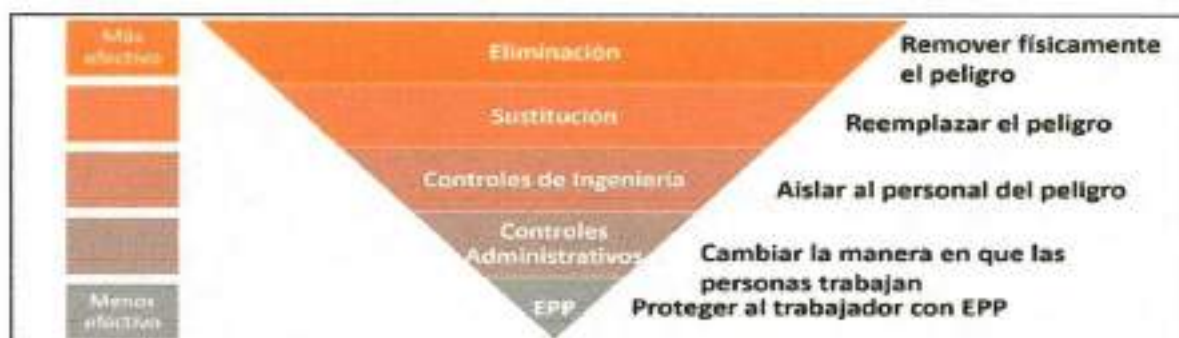 Más
efectivo
Eliminación
Remover físicamente
el peligro
Sustitución
Reemplazar el peligro
Controles de Ingeniería
Aislar al personal del peligro
Controles
Administrativos
Cambiar la manera en que las
personas trabajan
Menos
efectivo
EPP
Proteger al trabajador con EPP